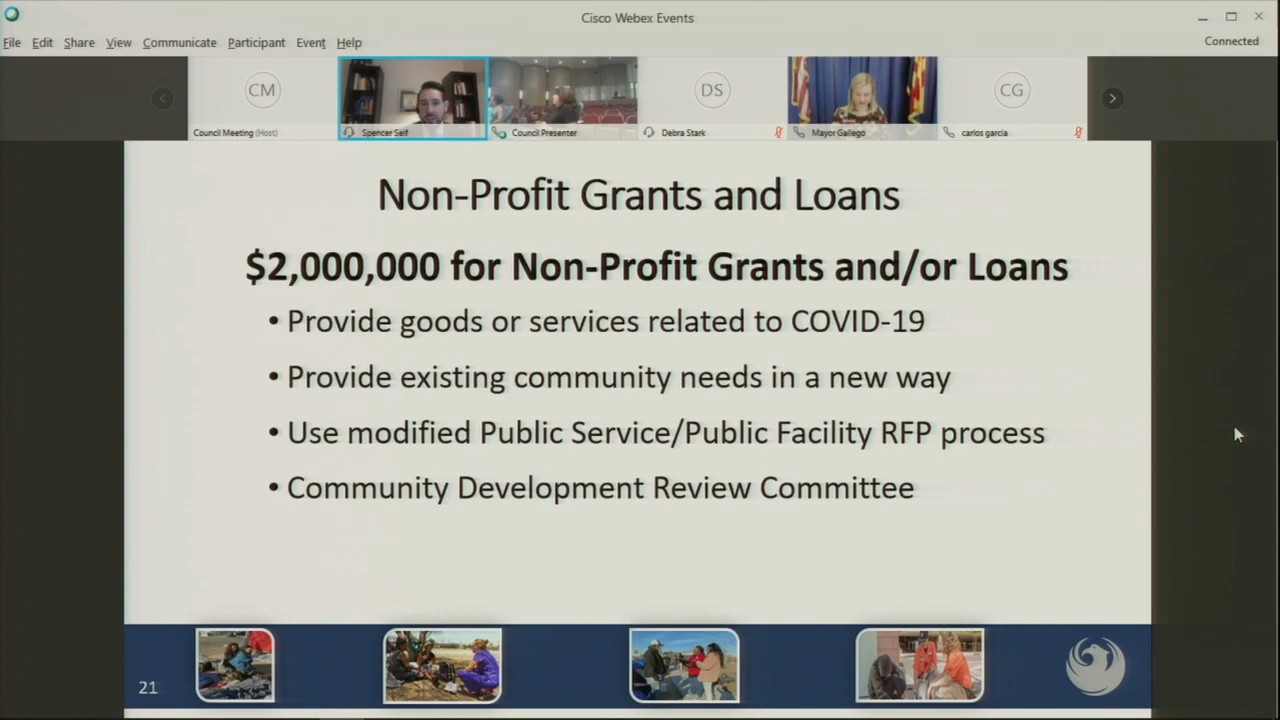 Cisco Webex Events
File Edit Share View Communicate Participant Event Help
Connected
CM
DS
CG
Council Meeting (Host)
Spencer Self
Council Presenter
Debra Stark
Mayor Gallego
carlos garcia
Non-Profit Grants and Loans
$2,000,000 for Non-Profit Grants and/or Loans
• Provide goods or services related to COVID-19
• Provide existing community needs in a new way
• Use modified Public Service/Public Facility RFP process
• Community Development Review Committee
21